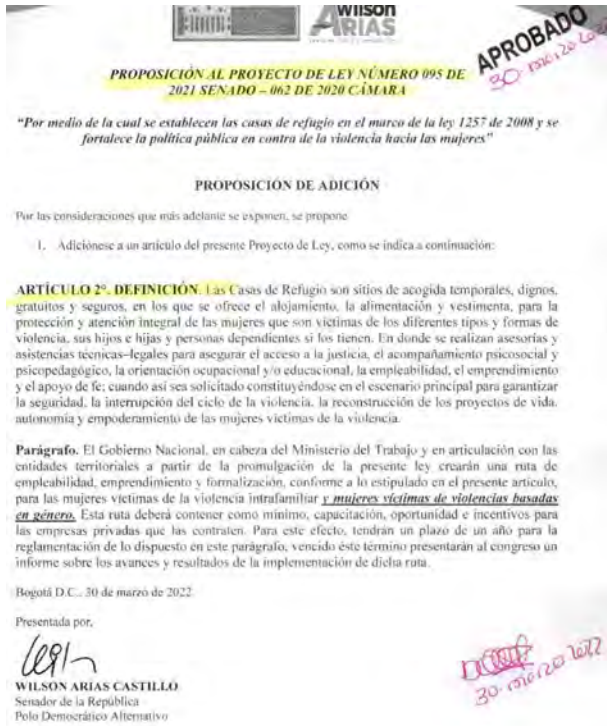 WILSON
ARIAS
APROBADO
PROPOSICIÓN AL PROYECTO DE LEY NÚMERO 095 DE
2021 SENADO – 062 DE 2020 CÁMARA
“Por medio de la cual se establecen las casas de refugio en el marco de la ley 1257 de 2008 y se
fortalece la política pública en contra de la violencia hacia las mujeres”
PROPOSICIÓN DE ADICIÓN
Por las consideraciones que más adelante se exponen, se propone
1. Adiciónese a un artículo del presente Proyecto de Ley, como se indica a continuación:
ARTÍCULO 2°. DEFINICIÓN. Las Casas de Refugio son sitios de acogida temporales, dignos,
gratuitos y seguros, en los que se ofrece el alojamiento, la alimentación y vestimenta, para la
protección y atención integral de las mujeres que son víctimas de los diferentes tipos y formas de
violencia, sus hijos e hijas y personas dependientes si los tienen. En donde se realizan asesorías y
asistencias técnicas–legales para asegurar el acceso a la justicia, el acompañamiento psicosocial y
psicopedagógico, la orientación ocupacional y/o educacional, la empleabilidad, el emprendimiento
y el apoyo de fe; cuando así sea solicitado constituyéndose en el escenario principal para garantizar
la seguridad, la interrupción del ciclo de la violencia, la reconstrucción de los proyectos de vida,
autonomía y empoderamiento de las mujeres víctimas de la violencia.
Parágrafo. El Gobierno Nacional, en cabeza del Ministerio del Trabajo y en articulación con las
entidades territoriales a partir de la promulgación de la presente ley crearán una ruta de
empleabilidad, emprendimiento y formalización, conforme a lo estipulado en el presente artículo,
para las mujeres víctimas de la violencia intrafamiliar y mujeres víctimas de violencias basadas
en género. Esta ruta deberá contener como mínimo, capacitación, oportunidad e incentivos para
las empresas privadas que las contraten. Para este efecto, tendrán un plazo de un año para la
reglamentación de lo dispuesto en este parágrafo, vencido éste término presentarán al congreso un
informe sobre los avances y resultados de la implementación de dicha ruta.
Bogotá D.C., 30 de marzo de 2022.
Presentada por,
WILSON ARIAS CASTILLO
Senador de la República
Polo Democrático Alternativo
30 marzo 2022